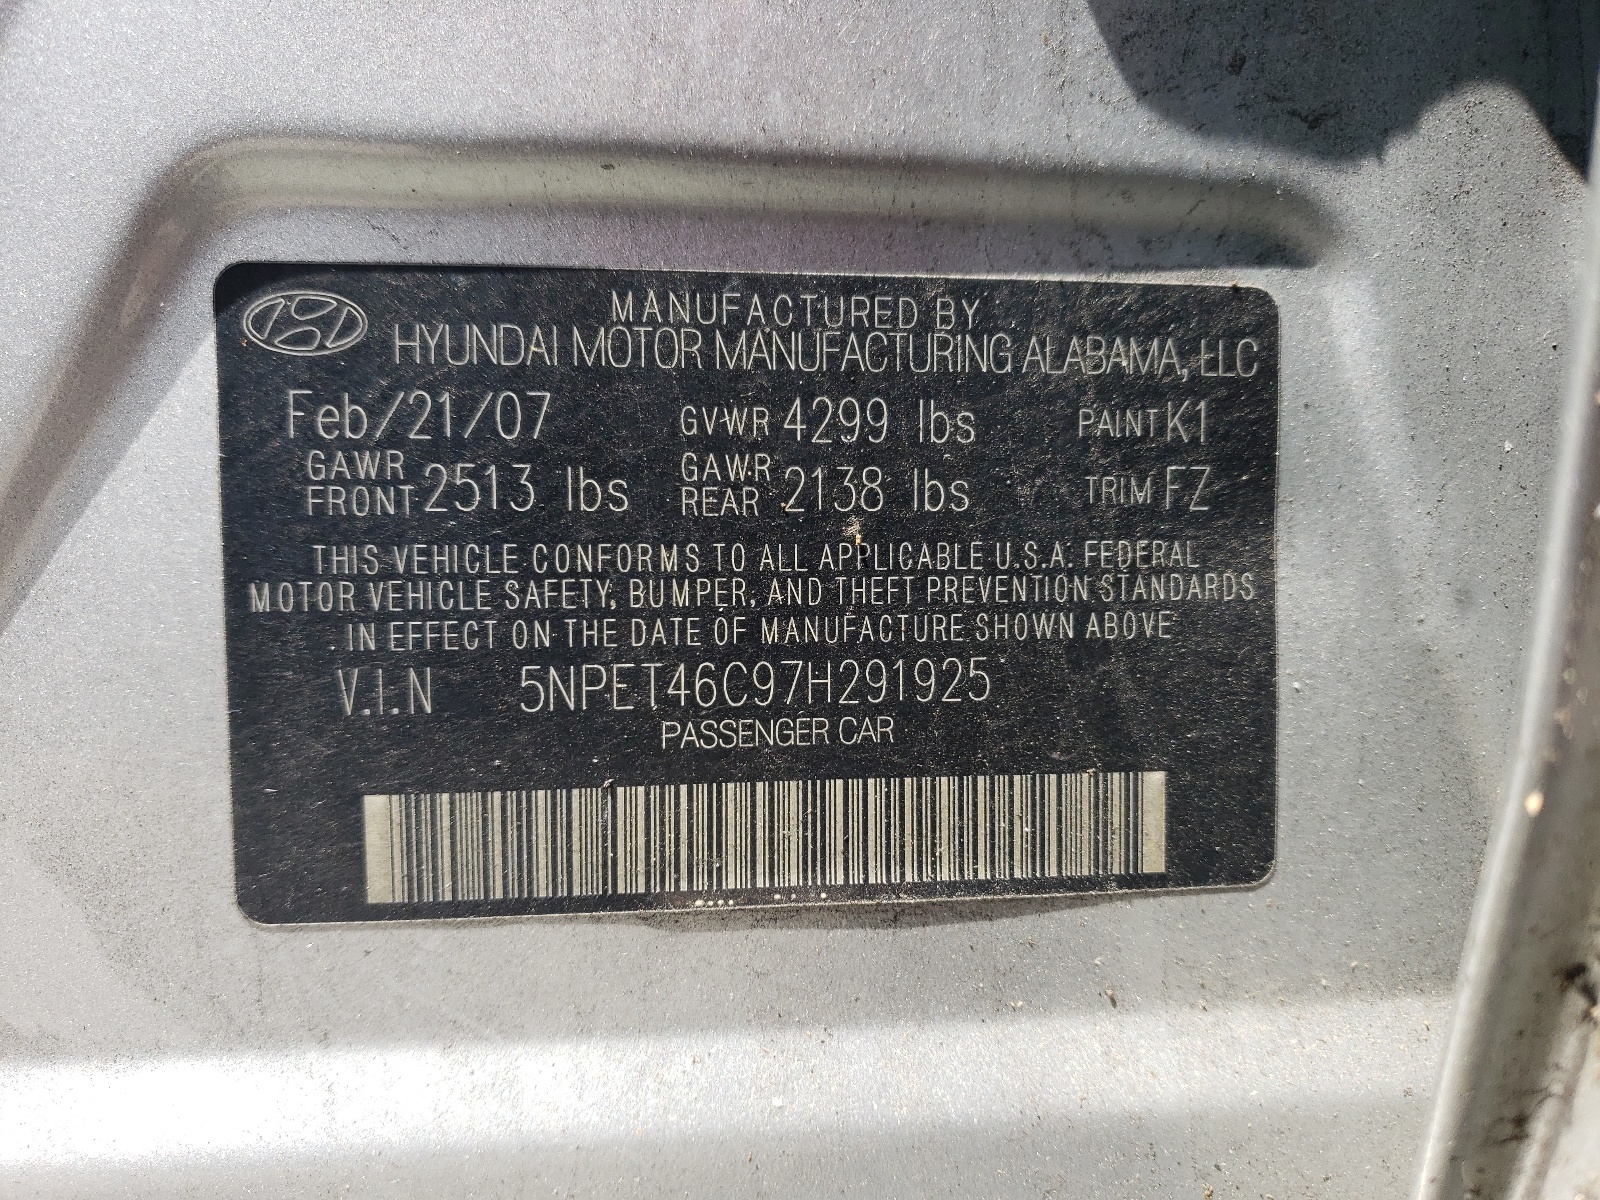 MANUFACTURED BY
HYUNDAI MOTOR MANUFACTURING ALABAMA, LLC
Feb/21/07 GVWR 4299 lbs PAINT K1
GAWR FRONT 2513 lbs GAWR REAR 2138 lbs TRIM FZ
THIS VEHICLE CONFORMS TO ALL APPLICABLE U.S.A. FEDERAL
MOTOR VEHICLE SAFETY, BUMPER, AND THEFT PREVENTION STANDARDS
IN EFFECT ON THE DATE OF MANUFACTURE SHOWN ABOVE
V.I.N 5NPET46C97H291925
PASSENGER CAR